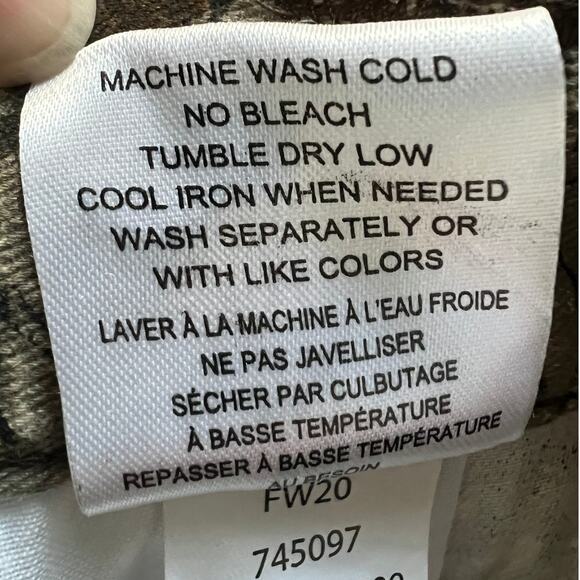 MACHINE WASH COLD
NO BLEACH
TUMBLE DRY LOW
COOL IRON WHEN NEEDED
WASH SEPARATELY OR
WITH LIKE COLORS
LAVER À LA MACHINE À L'EAU FROIDE
NE PAS JAVELLISER
SÉCHER PAR CULBUTAGE
À BASSE TEMPÉRATURE
REPASSER À BASSE TEMPÉRATURE
AU BESOIN
FW20
745097